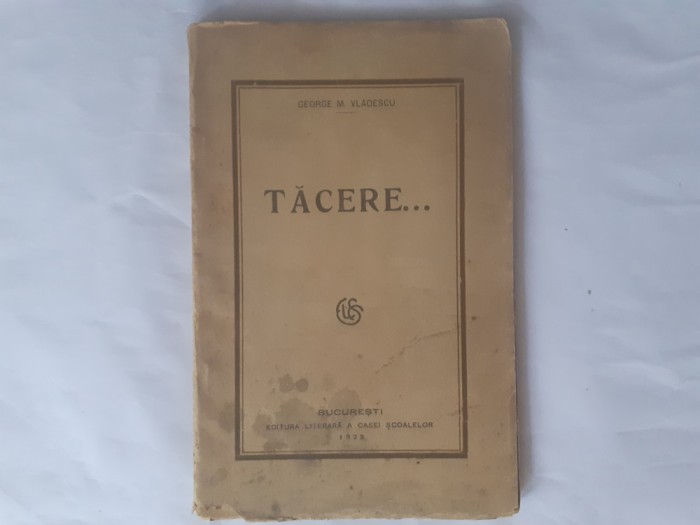 GEORGE M. VLĂDESCU
TĂCERE...
BUCUREȘTI
EDITURA LITERARĂ A CASEI ȘCOALELOR